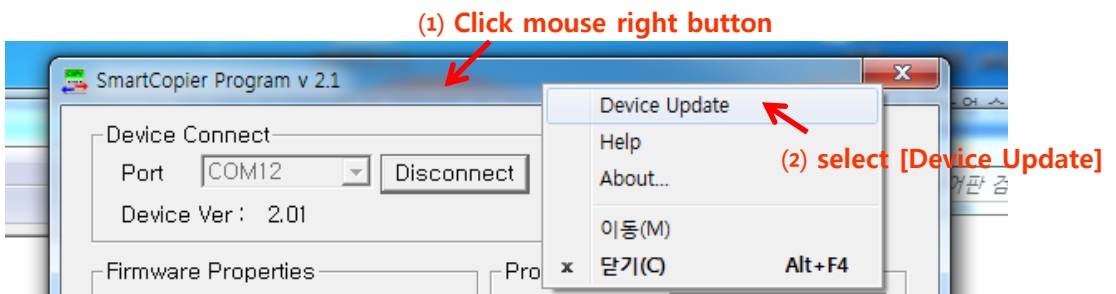 (1) Click mouse right button
SmartCopier Program v 2.1
x
Device Update
Device Connect
Help
Port COM12 Disconnect
(2) select [Device Update]
About...
Device Ver : 2.01
이동(M)
x 닫기(C) Alt+F4
Firmware Properties
Pro